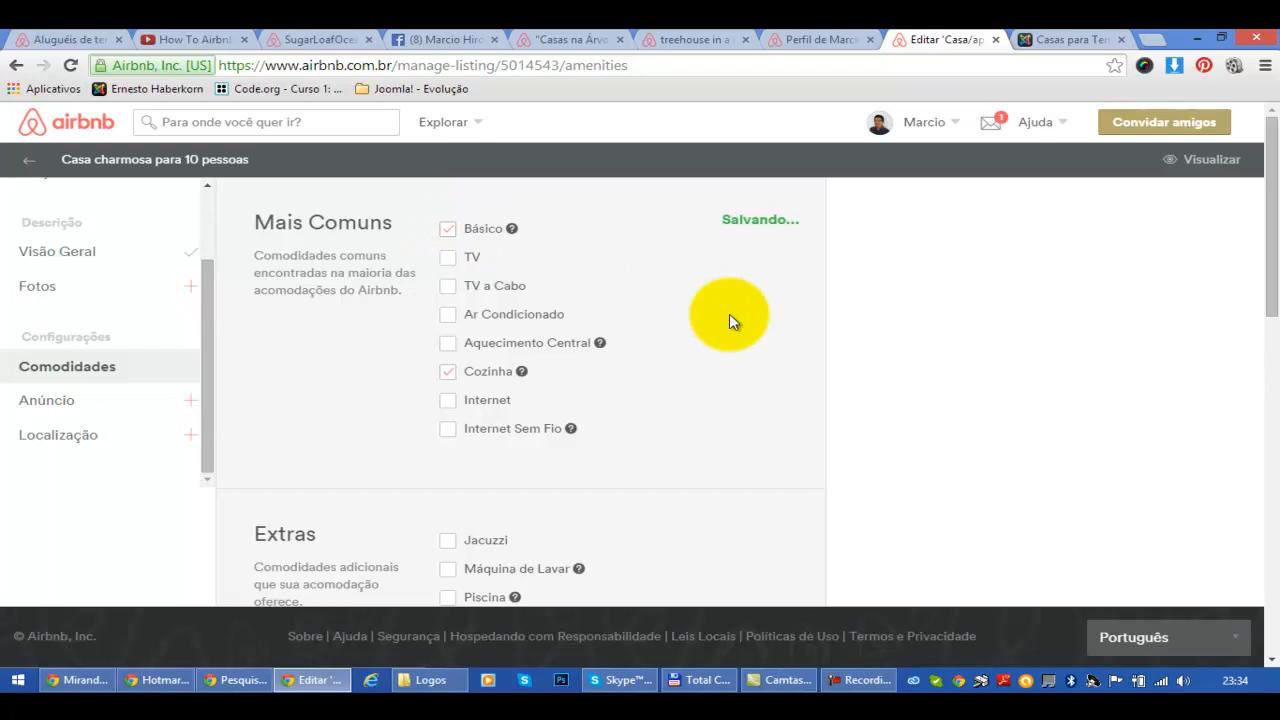 Aluguéis de te
How To Airbn
SugarLoafOce
(8) Marcio Hiro
"Casas na Árvo
treehouse in a
Perfil de Marci
Editar 'Casa/ap
Casas para Ten
Airbnb, Inc. [US]
https://www.airbnb.com.br/manage-listing/5014543/amenities
Aplicativos
Ernesto Haberkorn
Code.org - Curso 1: ...
Joomla! - Evolução
airbnb
Para onde você quer ir?
Explorar
Marcio
1
Ajuda
Convidar amigos
Casa charmosa para 10 pessoas
Visualizar
Descrição
Visão Geral
Fotos
Configurações
Comodidades
Anúncio
Localização
Mais Comuns
Comodidades comuns
encontradas na maioria das
acomodações do Airbnb.
Básico
TV
TV a Cabo
Ar Condicionado
Aquecimento Central
Cozinha
Internet
Internet Sem Fio
Salvando...
Extras
Comodidades adicionais
que sua acomodação
oferece.
Jacuzzi
Máquina de Lavar
Piscina
© Airbnb, Inc.
Sobre | Ajuda | Segurança | Hospedando com Responsabilidade | Leis Locais | Políticas de Uso | Termos e Privacidade
Português
Mirand...
Hotmar...
Pesquis...
Editar '...
Logos
Skype™...
Total C...
Camtas...
Recordi...
23:34